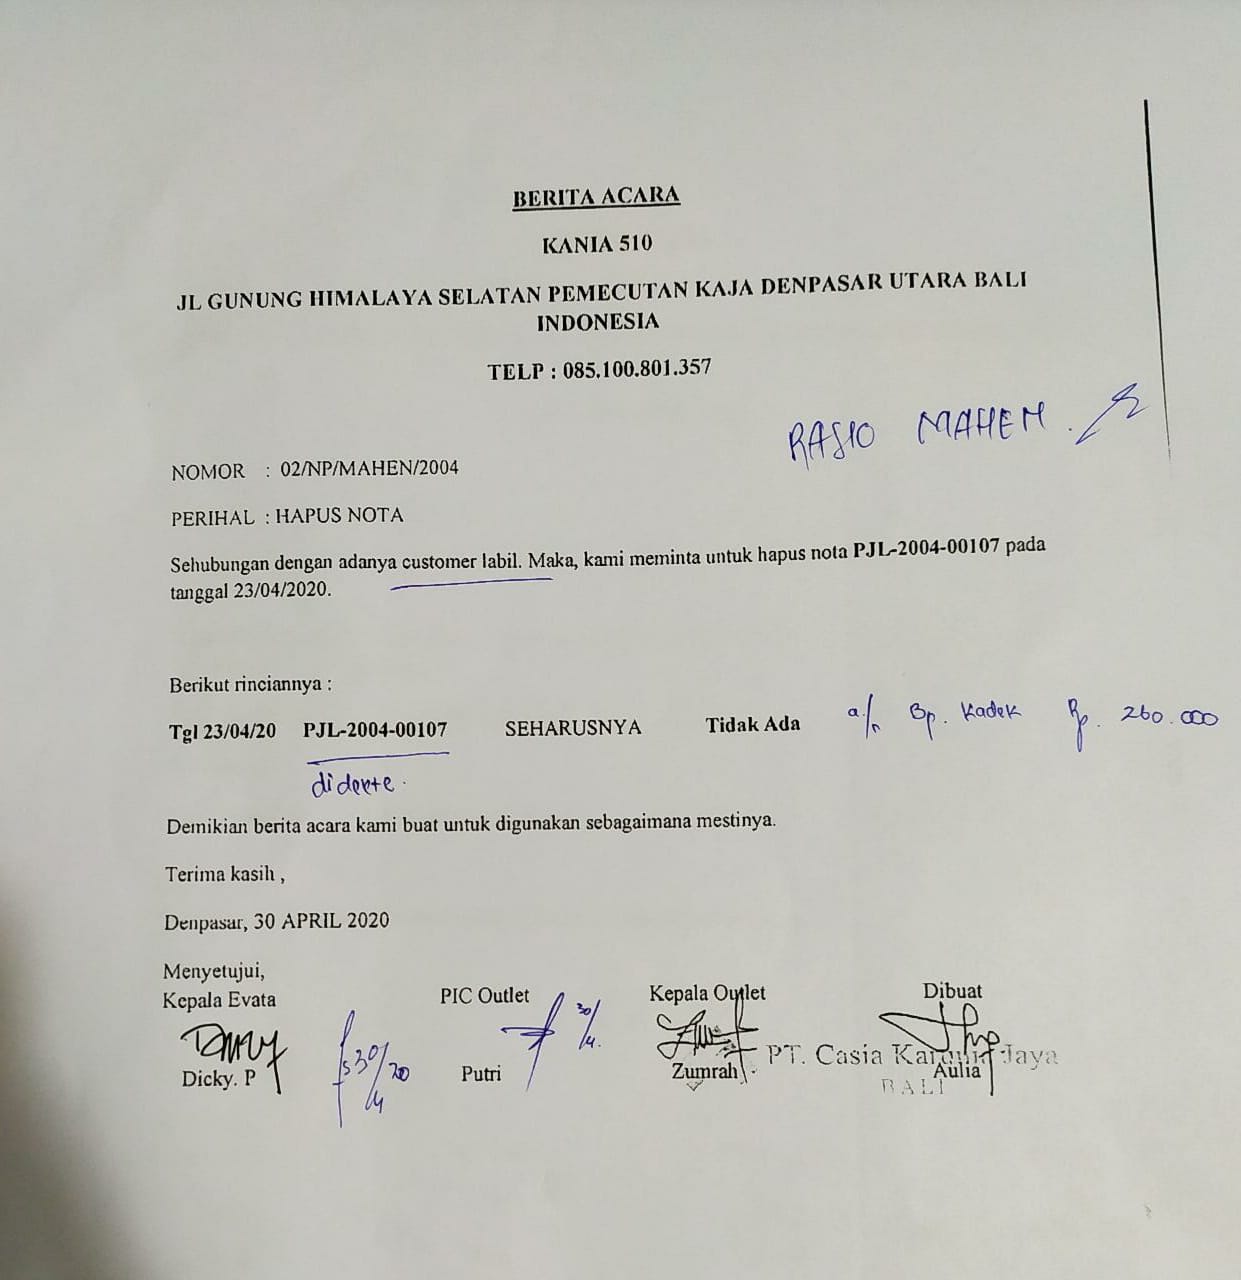 BERITA ACARA
KANIA 510
JL GUNUNG HIMALAYA SELATAN PEMECUTAN KAJA DENPASAR UTARA BALI
INDONESIA
TELP : 085.100.801.357
RASIO MAHEN.
NOMOR : 02/NP/MAHEN/2004
PERIHAL : HAPUS NOTA
Sehubungan dengan adanya customer labil. Maka, kami meminta untuk hapus nota PJL-2004-00107 pada
tanggal 23/04/2020.
Berikut rinciannya :
Tgl 23/04/20 PJL-2004-00107 SEHARUSNYA Tidak Ada a/n Bp. Kadek Rp. 260.000
didexte.
Demikian berita acara kami buat untuk digunakan sebagaimana mestinya.
Terima kasih ,
Denpasar, 30 APRIL 2020
Menyetujui,
Kepala Evata PIC Outlet Kepala Outlet Dibuat
30/4.
30/4 20
PT. Casia Karunia Jaya
Dicky. P Putri Zumrah Aulia
BALI